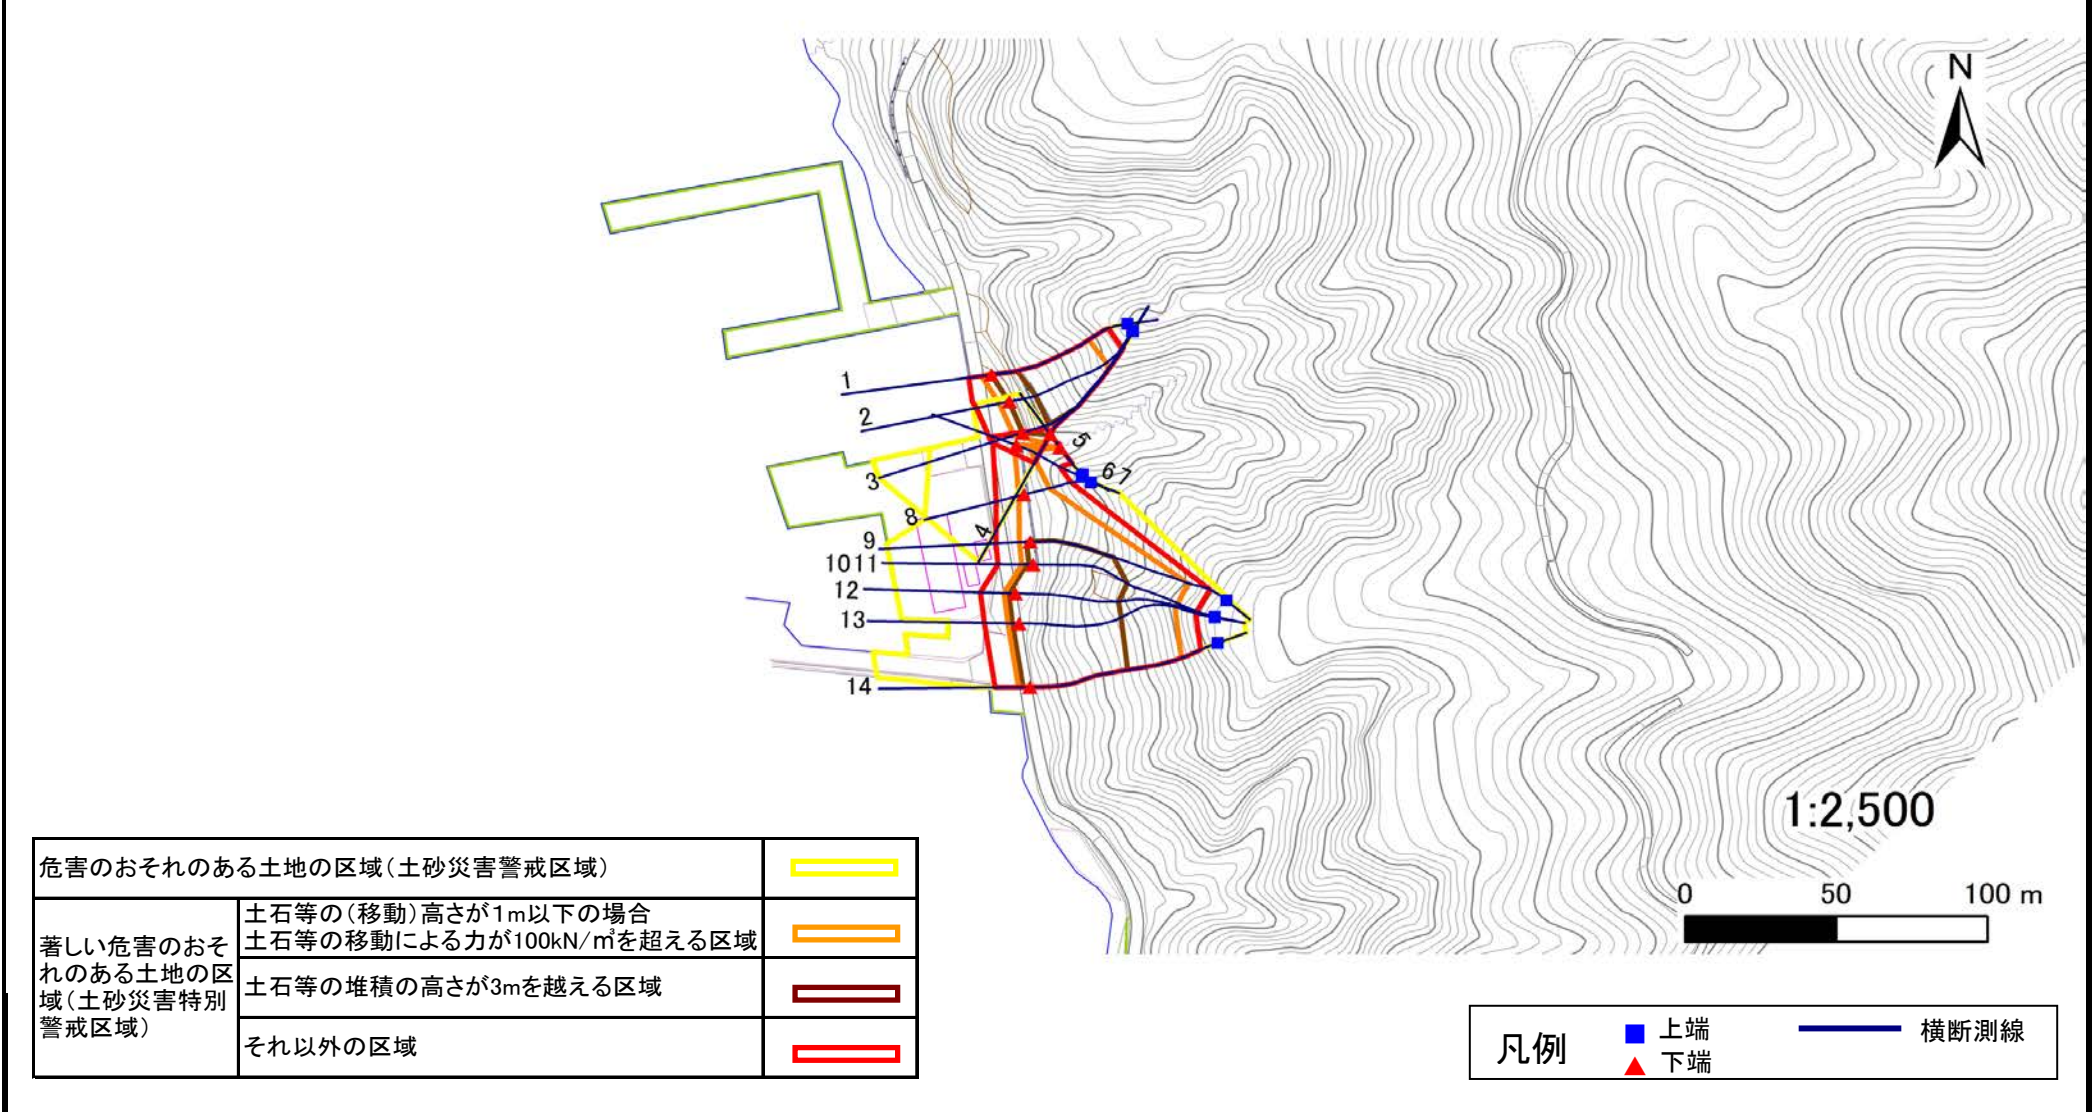 N
1
2
3
5
6 7
8
4
9
10 11
12
13
14
1:2,500
0 50 100 m
危害のおそれのある土地の区域(土砂災害警戒区域)
著しい危害のおそ
れのある土地の区
域(土砂災害特別
警戒区域)
土石等の(移動)高さが1m以下の場合
土石等の移動による力が100kN/㎥を超える区域
土石等の堆積の高さが3mを越える区域
それ以外の区域
凡例
上端
下端
横断測線